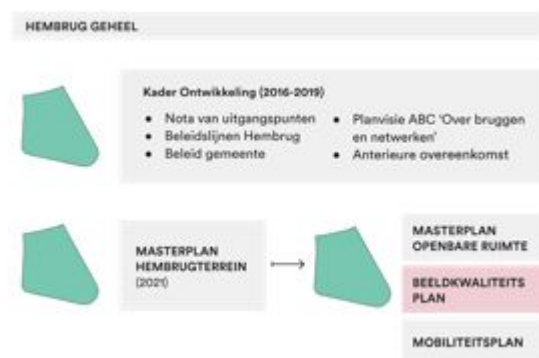 HEMBRUG GEHEEL
Kader Ontwikkeling (2016-2019)
• Nota van uitgangspunten
• Beleidslijnen Hembrug
• Beleid gemeente
• Planvisie ABC 'Over bruggen
en netwerken'
• Anterieure overeenkomst
MASTERPLAN
HEMBRUGTERREIN
(2021)
MASTERPLAN
OPENBARE RUIMTE
BEELDKWALITEITS
PLAN
MOBILITEITSPLAN